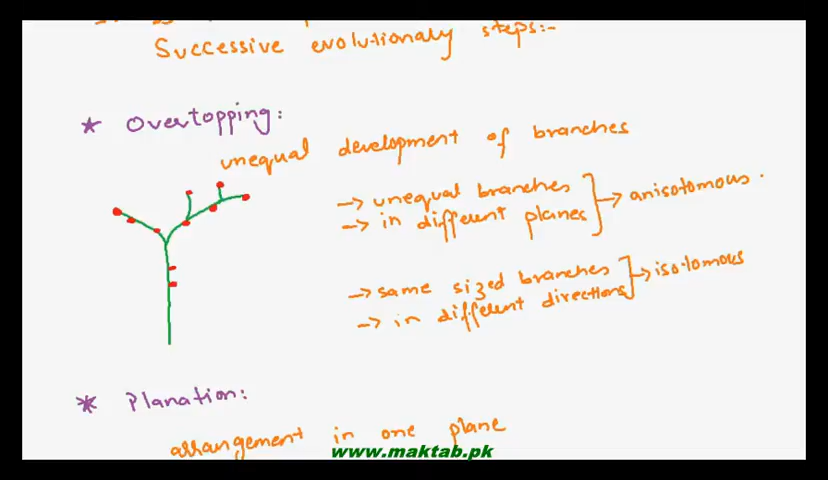 Successive evolutionary steps:-
* Overtopping:
unequal development of branches
→ unequal branches
→ in different planes
→ anisotomous.
→ same sized branches
→ in different directions
→ isotomous
* Planation:
arrangement in one plane
www.maktab.pk